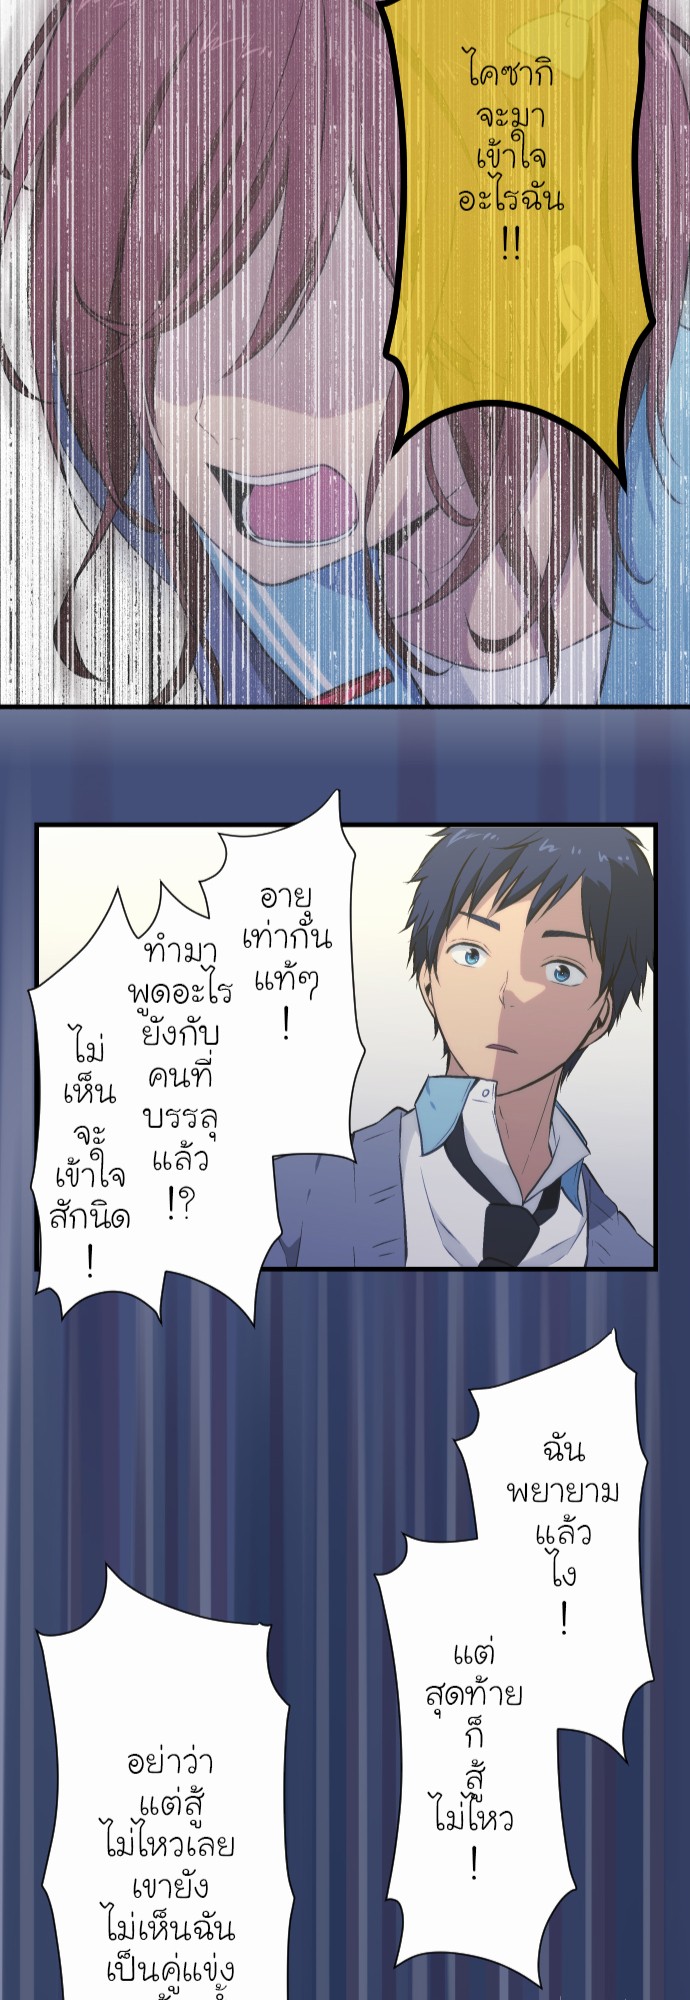 ไคซากิ
จะมา
เข้าใจ
อะไรฉัน
!!
อายุ
เท่ากัน
แท้ๆ
!
ทำมา
พูดอะไร
ยังกับ
คนที่
บรรลุ
แล้ว
!?
ไม่
เห็น
จะ
เข้าใจ
สักนิด
!
ฉัน
พยายาม
แล้ว
ไง
!
แต่
สุดท้าย
ก็
สู้
ไม่ไหว
!
อย่าว่า
แต่สู้
ไม่ไหวเลย
เขายัง
ไม่เห็นฉัน
เป็นคู่แข่ง